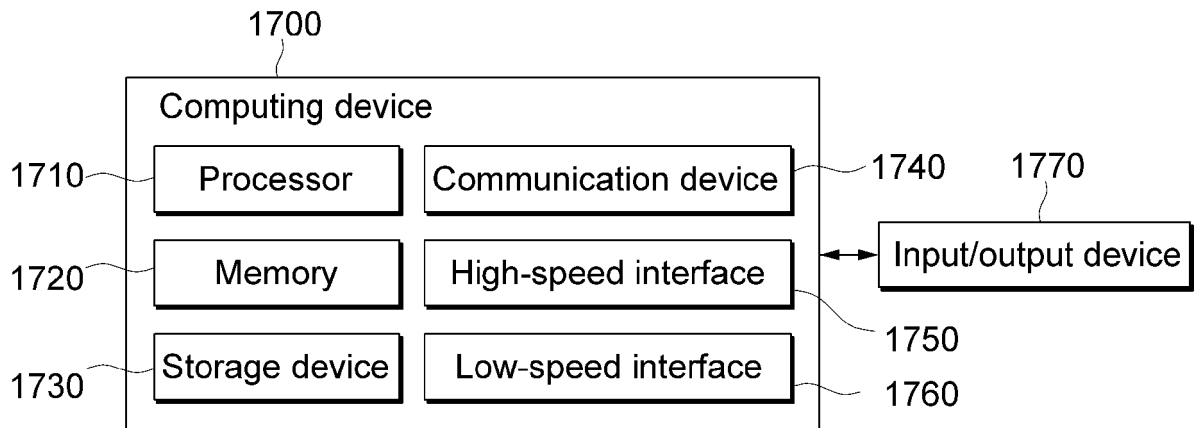 1700
Computing device
1710
Processor
Communication device
1740
1770
1720
Memory
High-speed interface
Input/output device
1750
1730
Storage device
Low-speed interface
1760